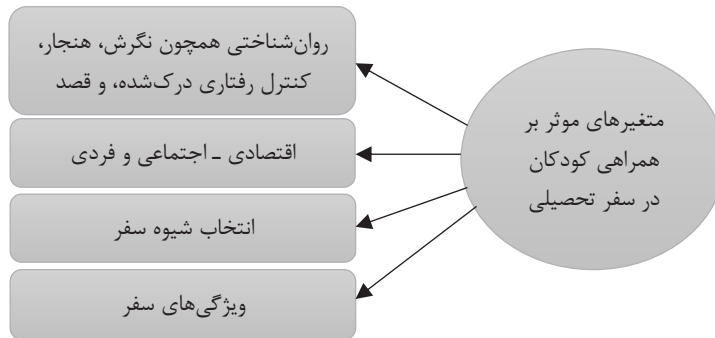 متغیرهای موثر بر
همراهی کودکان
در سفر تحصیلی
روان‌شناختی همچون نگرش، هنجار،
کنترل رفتاری درک‌شده، و قصد
اقتصادی ـ اجتماعی و فردی
انتخاب شیوه سفر
ویژگی‌های سفر